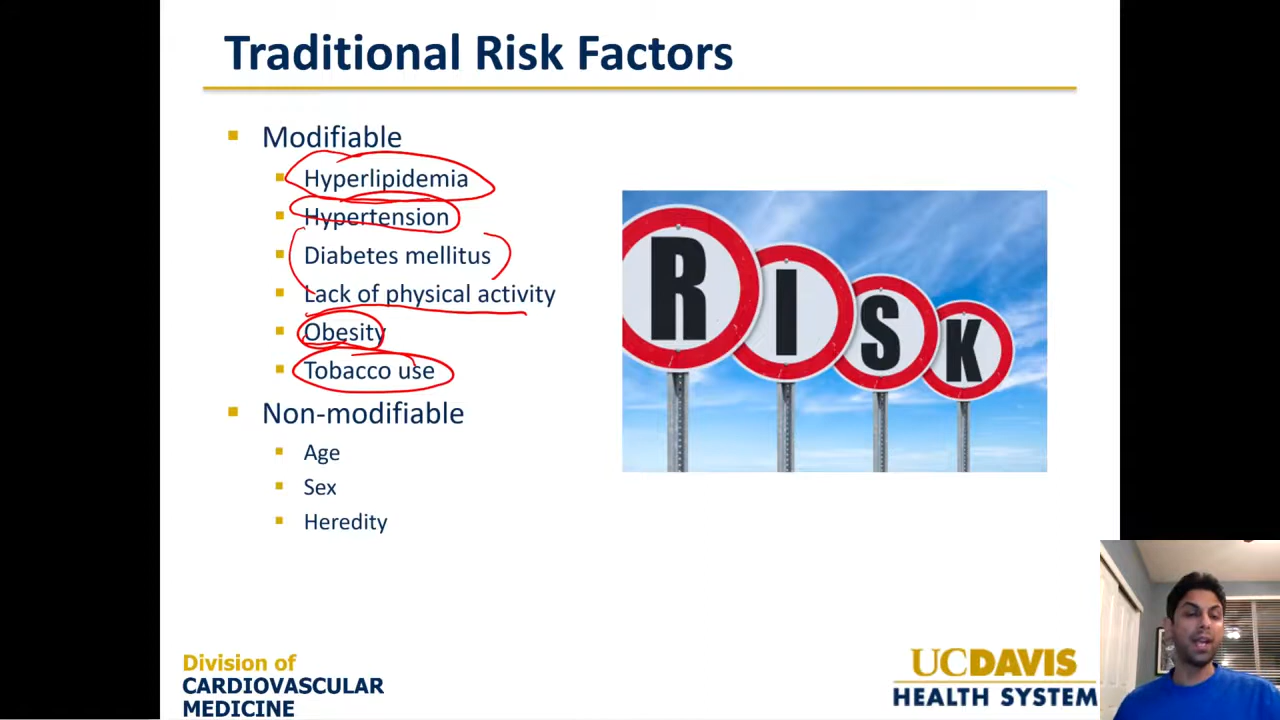 Traditional Risk Factors
Modifiable
Hyperlipidemia
Hypertension
Diabetes mellitus
Lack of physical activity
Obesity
Tobacco use
Non-modifiable
Age
Sex
Heredity
RISK
Division of
CARDIOVASCULAR
MEDICINE
UCDAVIS
HEALTH SYSTEM